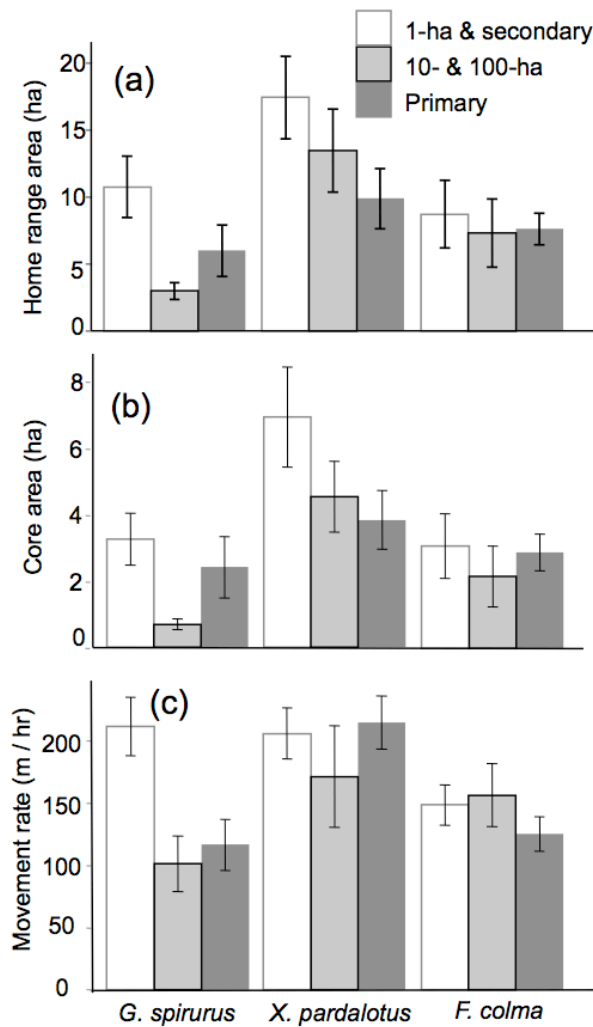 1-ha & secondary
10- & 100-ha
Primary
(a)
Home range area (ha)
20
15
10
5
0
(b)
Core area (ha)
8
6
4
2
0
(c)
Movement rate (m / hr)
200
150
100
50
0
G. spirurus X. pardalotus F. colma